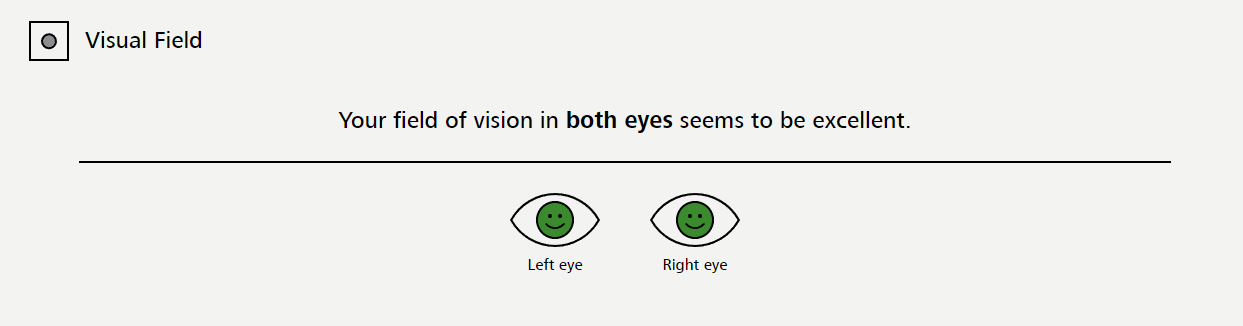 Visual Field
Your field of vision in both eyes seems to be excellent.
Left eye
Right eye